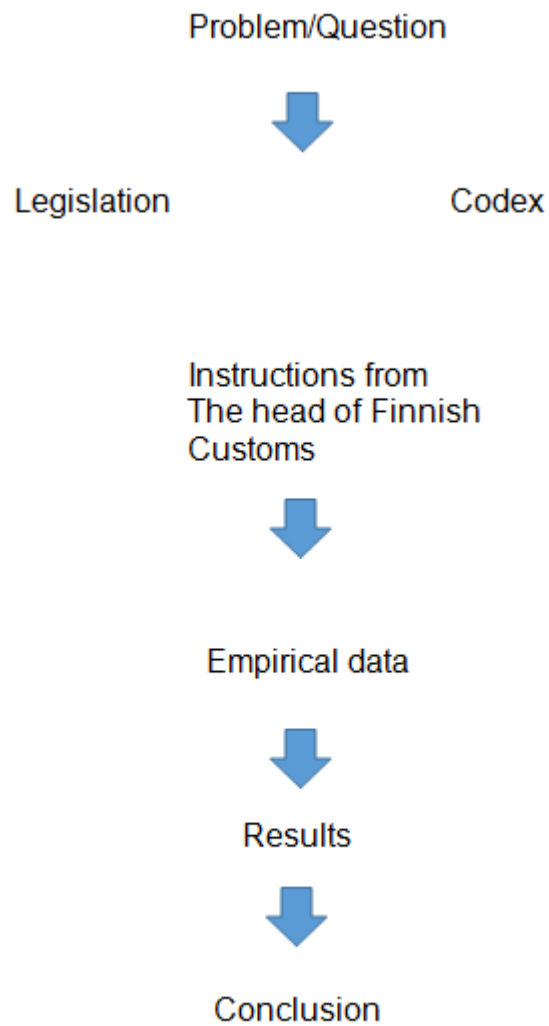 Problem/Question
Legislation
Codex
Instructions from
The head of Finnish
Customs
Empirical data
Results
Conclusion